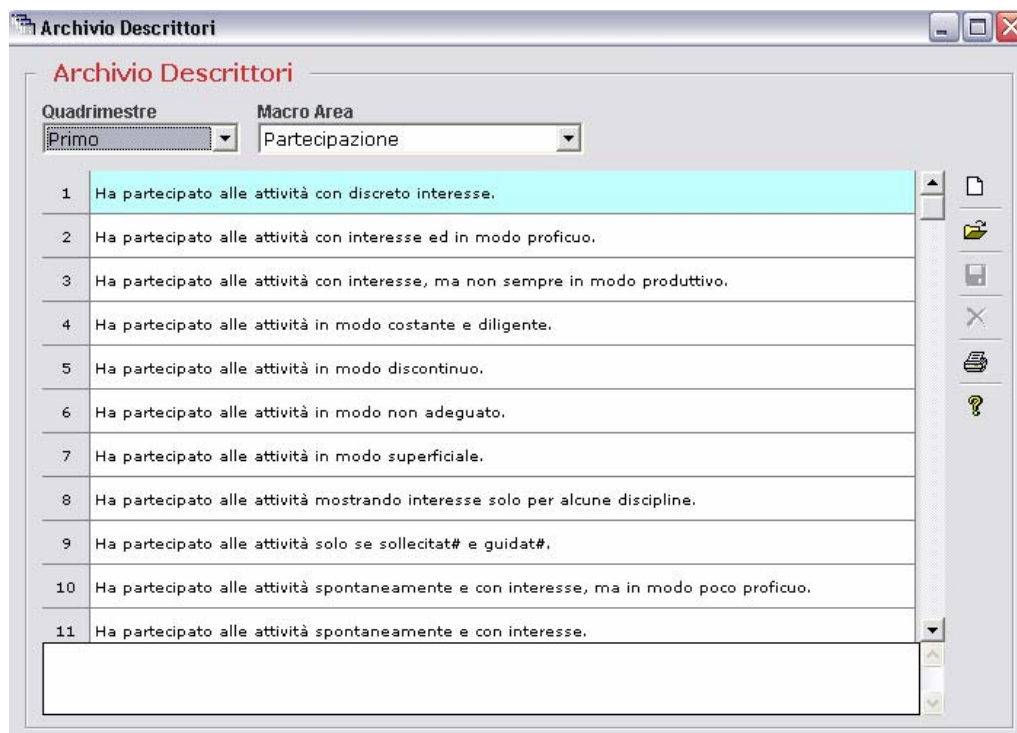 Archivio Descrittori
Archivio Descrittori
Quadrimestre Macro Area
Primo Partecipazione
1 Ha partecipato alle attività con discreto interesse.
2 Ha partecipato alle attività con interesse ed in modo proficuo.
3 Ha partecipato alle attività con interesse, ma non sempre in modo produttivo.
4 Ha partecipato alle attività in modo costante e diligente.
5 Ha partecipato alle attività in modo discontinuo.
6 Ha partecipato alle attività in modo non adeguato.
7 Ha partecipato alle attività in modo superficiale.
8 Ha partecipato alle attività mostrando interesse solo per alcune discipline.
9 Ha partecipato alle attività solo se sollecitat# e guidat#.
10 Ha partecipato alle attività spontaneamente e con interesse, ma in modo poco proficuo.
11 Ha partecipato alle attività spontaneamente e con interesse.